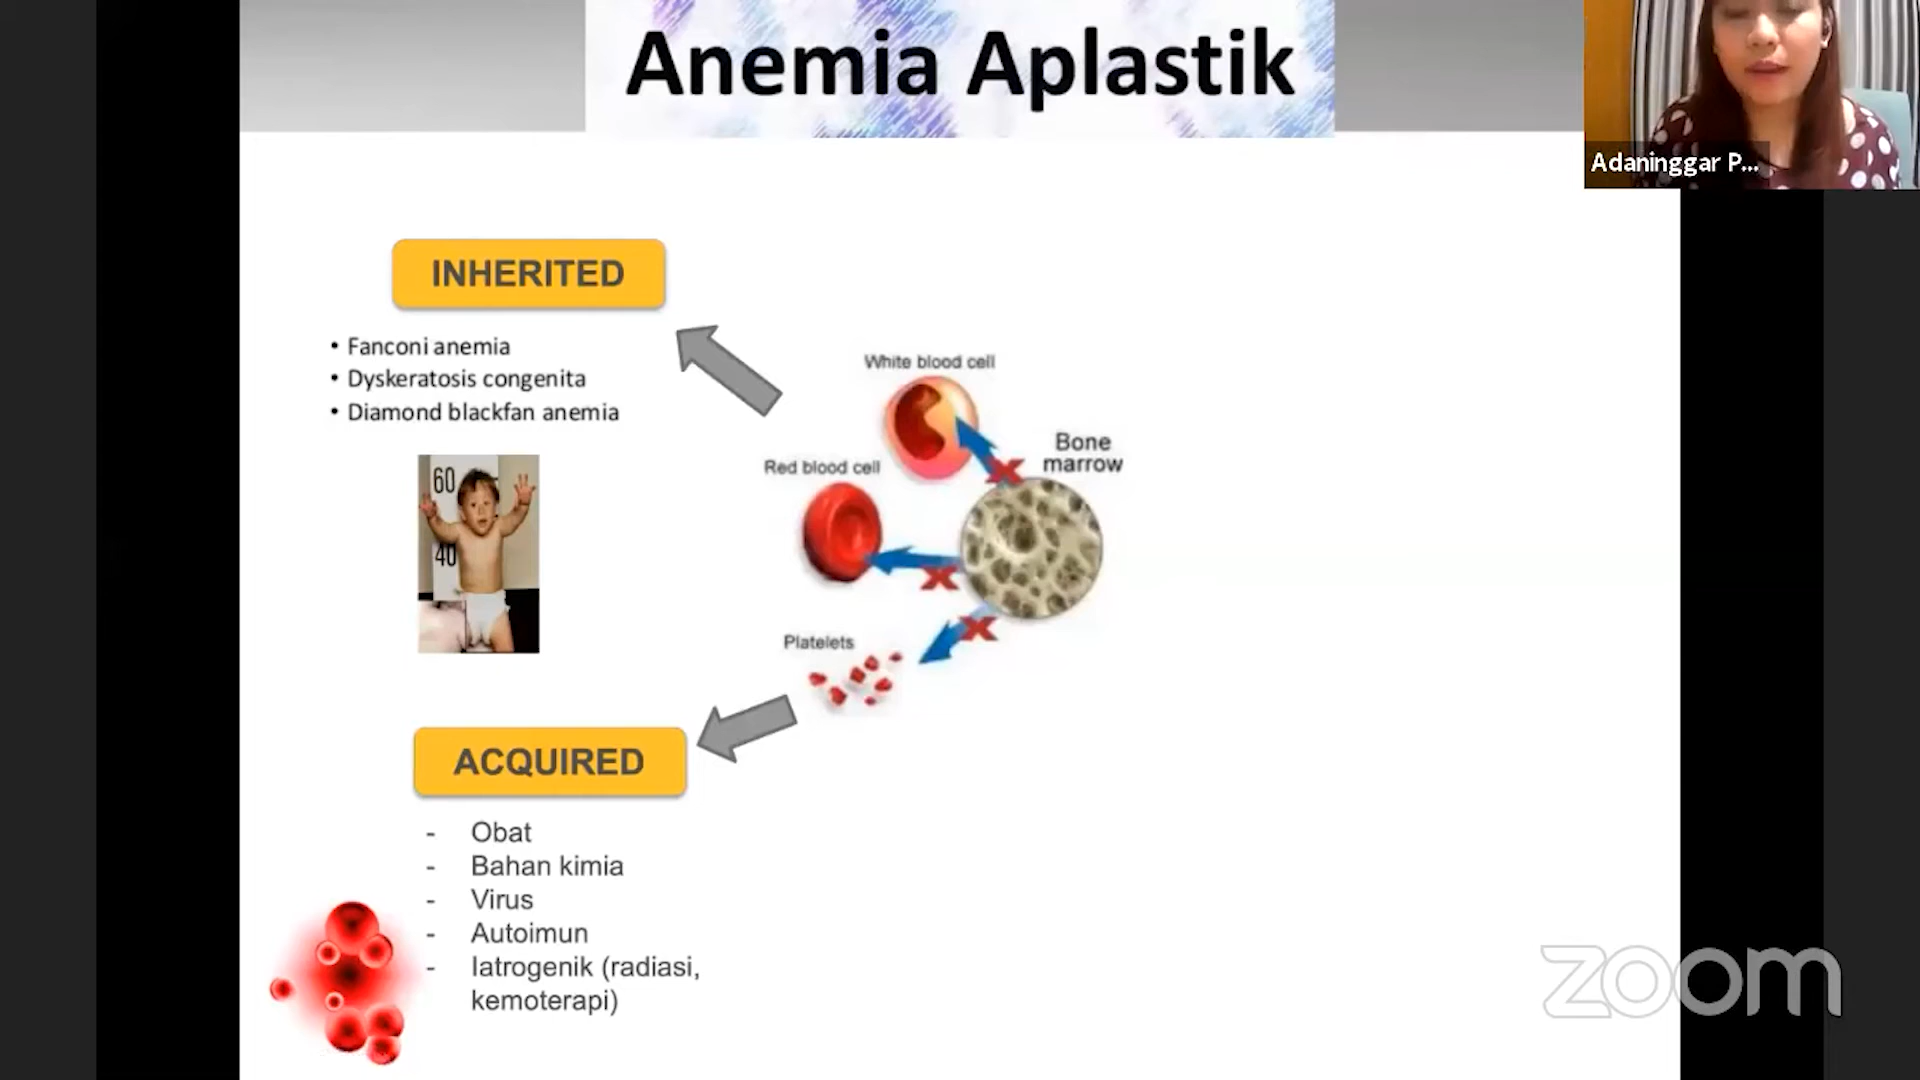 Anemia Aplastik
Adaninggar P...
INHERITED
• Fanconi anemia
• Dyskeratosis congenita
• Diamond blackfan anemia
60
40
White blood cell
Bone
marrow
Red blood cell
Platelets
ACQUIRED
- Obat
- Bahan kimia
- Virus
- Autoimun
- Iatrogenik (radiasi,
kemoterapi)
zoom